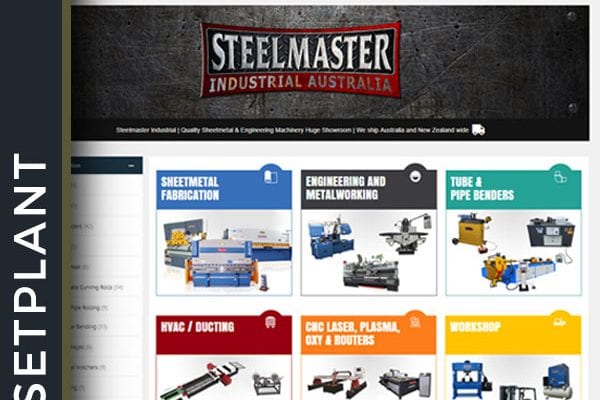 SETPLANT
STEELMASTER
INDUSTRIAL AUSTRALIA
Steelmaster Industrial | Quality Sheetmetal & Engineering Machinery Huge Showroom | We ship Australia and New Zealand wide
SHEETMETAL
FABRICATION
ENGINEERING AND
METALWORKING
TUBE &
PIPE BENDERS
HVAC / DUCTING
CNC LASER, PLASMA,
OXY & ROUTERS
WORKSHOP